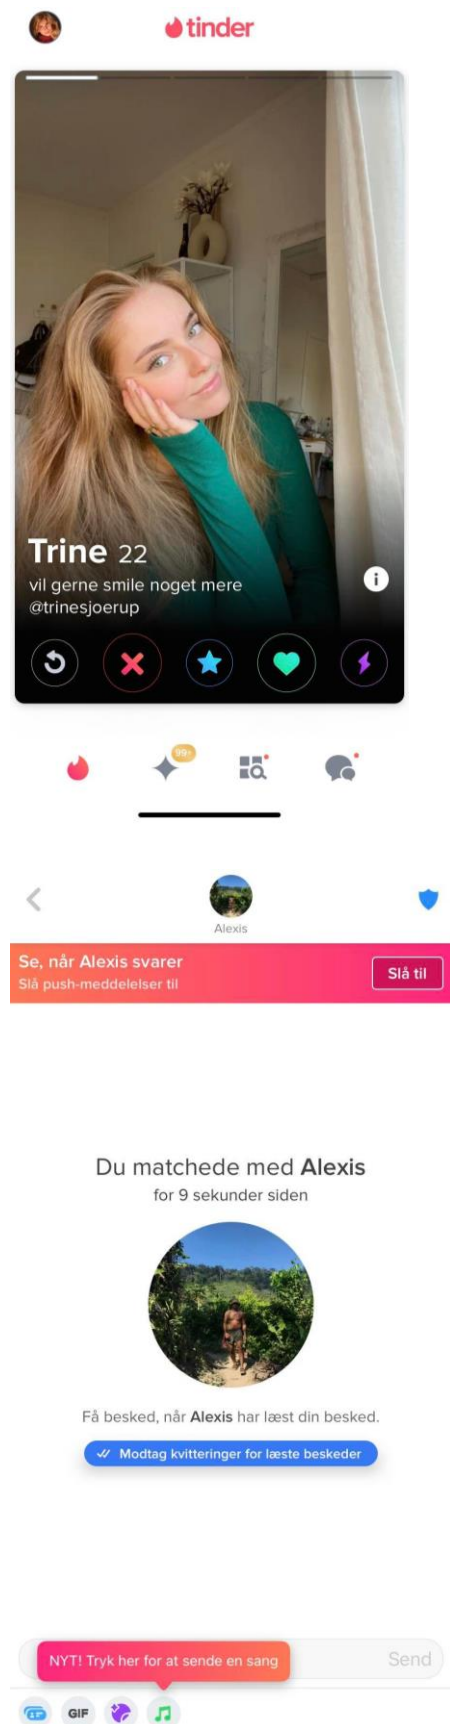 tinder
Trine 22
vil gerne smile noget mere
@trinesjoerup
99+
Alexis
Se, når Alexis svarer
Slå push-meddelelser til
Slå til
Du matchede med Alexis
for 9 sekunder siden
Få besked, når Alexis har læst din besked.
Modtag kvitteringer for læste beskeder
NYT! Tryk her for at sende en sang
Send
GIF